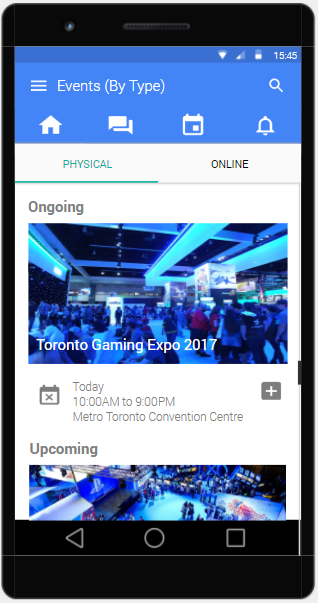 15:45
Events (By Type)
PHYSICAL
ONLINE
Ongoing
Toronto Gaming Expo 2017
Today
10:00AM to 9:00PM
Metro Toronto Convention Centre
Upcoming